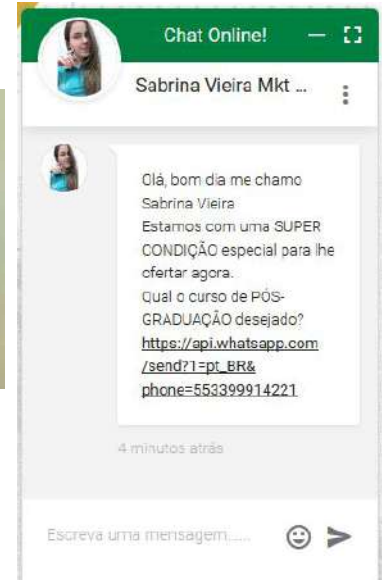 Chat Online!
Sabrina Vieira Mkt ...
Olá, bom dia me chamo
Sabrina Vieira
Estamos com uma SUPER
CONDIÇÃO especial para lhe
ofertar agora.
Qual o curso de PÓS-
GRADUAÇÃO desejado?
https://api.whatsapp.com
/send?1=pt_BR&
phone=553399914221
4 minutos atrás
Escreva uma mensagem......